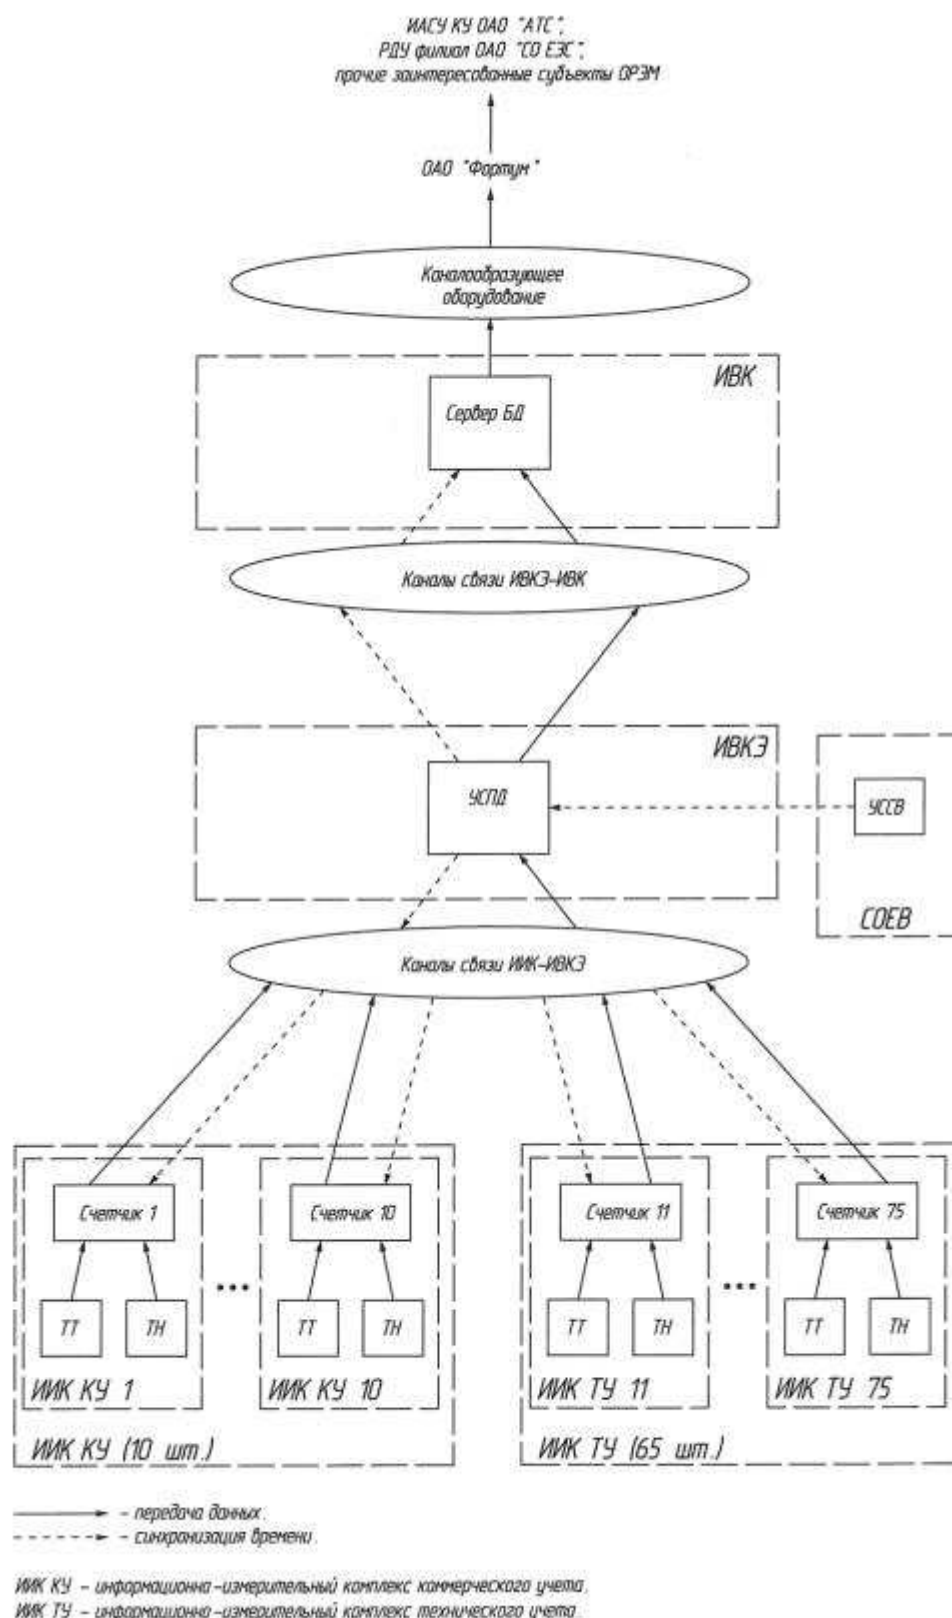 ИАСУ КУ ОАО "АТС",
РДУ филиал ОАО "СО ЕЭС",
прочие заинтересованные субъекты ОРЭМ
ОАО "Фортум"
Каналообразующее
оборудование
ИВК
Сервер БД
Каналы связи ИВКЭ-ИВК
ИВКЭ
УСПД
УССВ
СОЕВ
Каналы связи ИИК-ИВКЭ
Счетчик 1
Счетчик 10
Счетчик 11
Счетчик 75
ТТ
ТН
ТТ
ТН
ТТ
ТН
ТТ
ТН
ИИК КУ 1
ИИК КУ 10
ИИК ТУ 11
ИИК ТУ 75
ИИК КУ (10 шт.)
ИИК ТУ (65 шт.)
- передача данных.
- синхронизация времени.
ИИК КУ - информационно-измерительный комплекс коммерческого учета.
ИИК ТУ - информационно-измерительный комплекс технического учета.